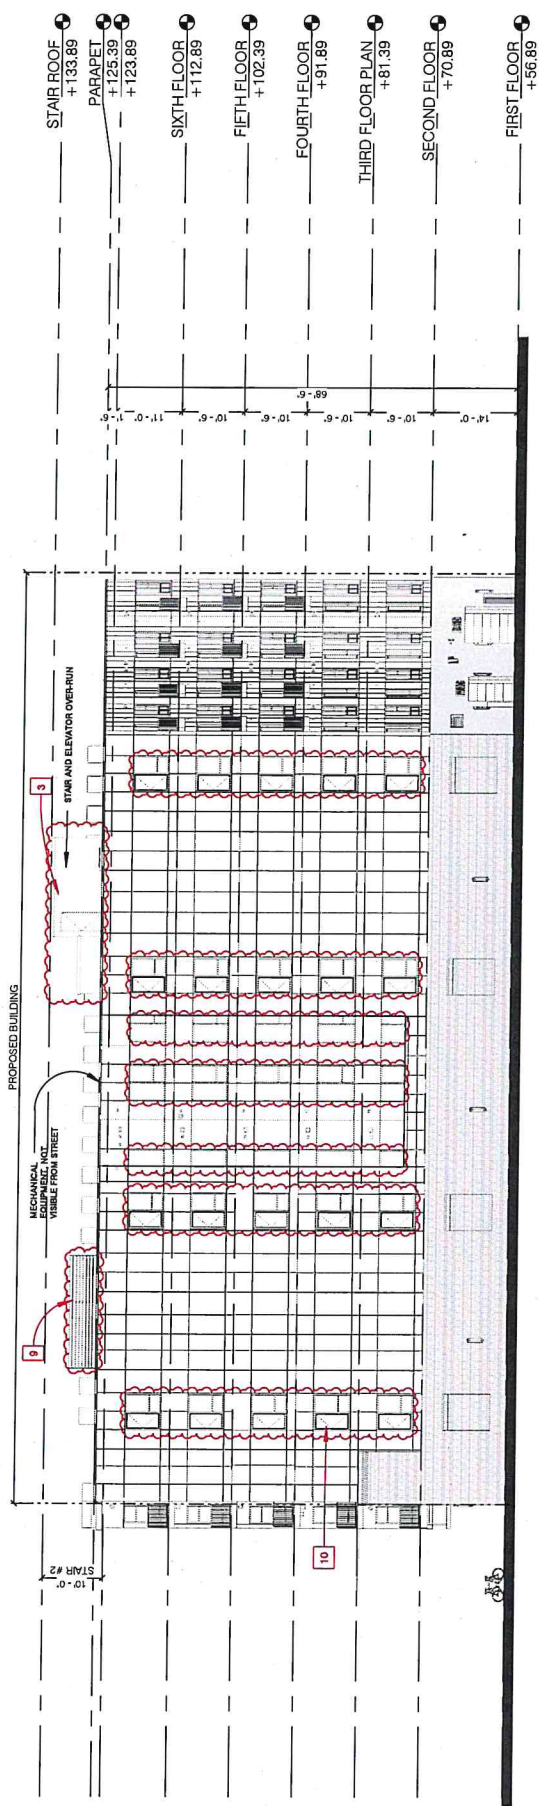 PROPOSED BUILDING
MECHANICAL
EQUIPMENT, NOT
VISIBLE FROM STREET
STAIR AND ELEVATOR OVER-RUN
9
3
10
10' - 0"
STAIR #2
STAIR ROOF
+133.89
PARAPET
+125.39
+123.89
SIXTH FLOOR
+112.89
FIFTH FLOOR
+102.39
FOURTH FLOOR
+91.89
THIRD FLOOR PLAN
+81.39
SECOND FLOOR
+70.89
FIRST FLOOR
+56.89
1' - 6"
11' - 0"
10' - 6"
10' - 6"
10' - 6"
10' - 6"
14' - 0"
68' - 6"